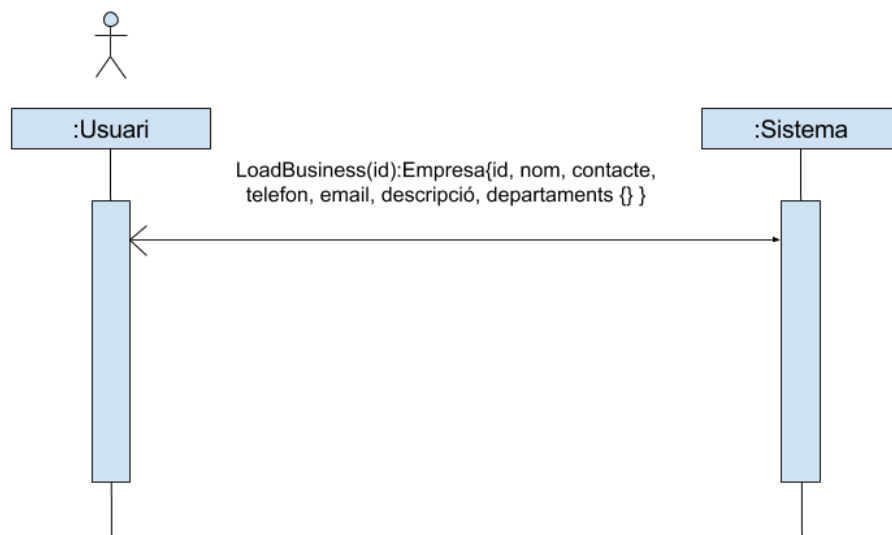 :Usuari
:Sistema
LoadBusiness(id):Empresa{id, nom, contacte,
telefon, email, descripció, departaments {} }